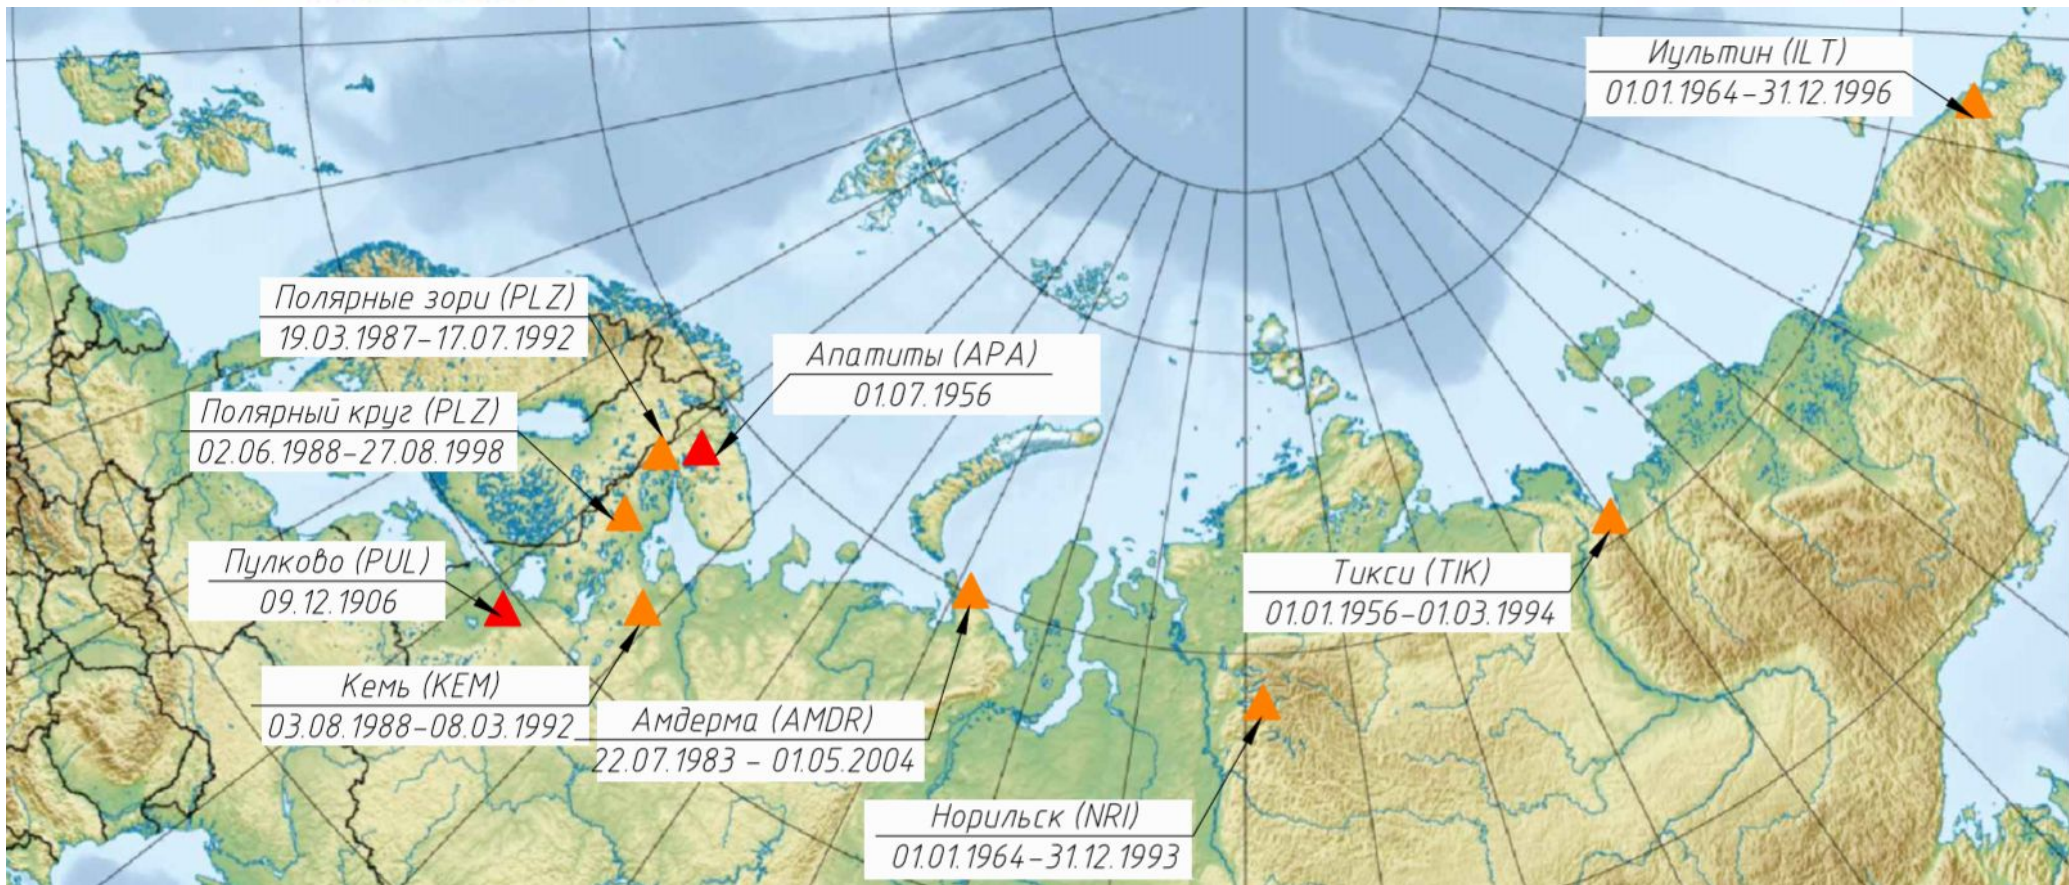 Иультин (ILT)
01.01.1964-31.12.1996
Полярные зори (PLZ)
19.03.1987-17.07.1992
Апатиты (APA)
01.07.1956
Полярный круг (PLZ)
02.06.1988-27.08.1998
Пулково (PUL)
09.12.1906
Тикси (TIK)
01.01.1956-01.03.1994
Кемь (KEM)
03.08.1988-08.03.1992
Амдерма (AMDR)
22.07.1983 - 01.05.2004
Норильск (NRI)
01.01.1964-31.12.1993